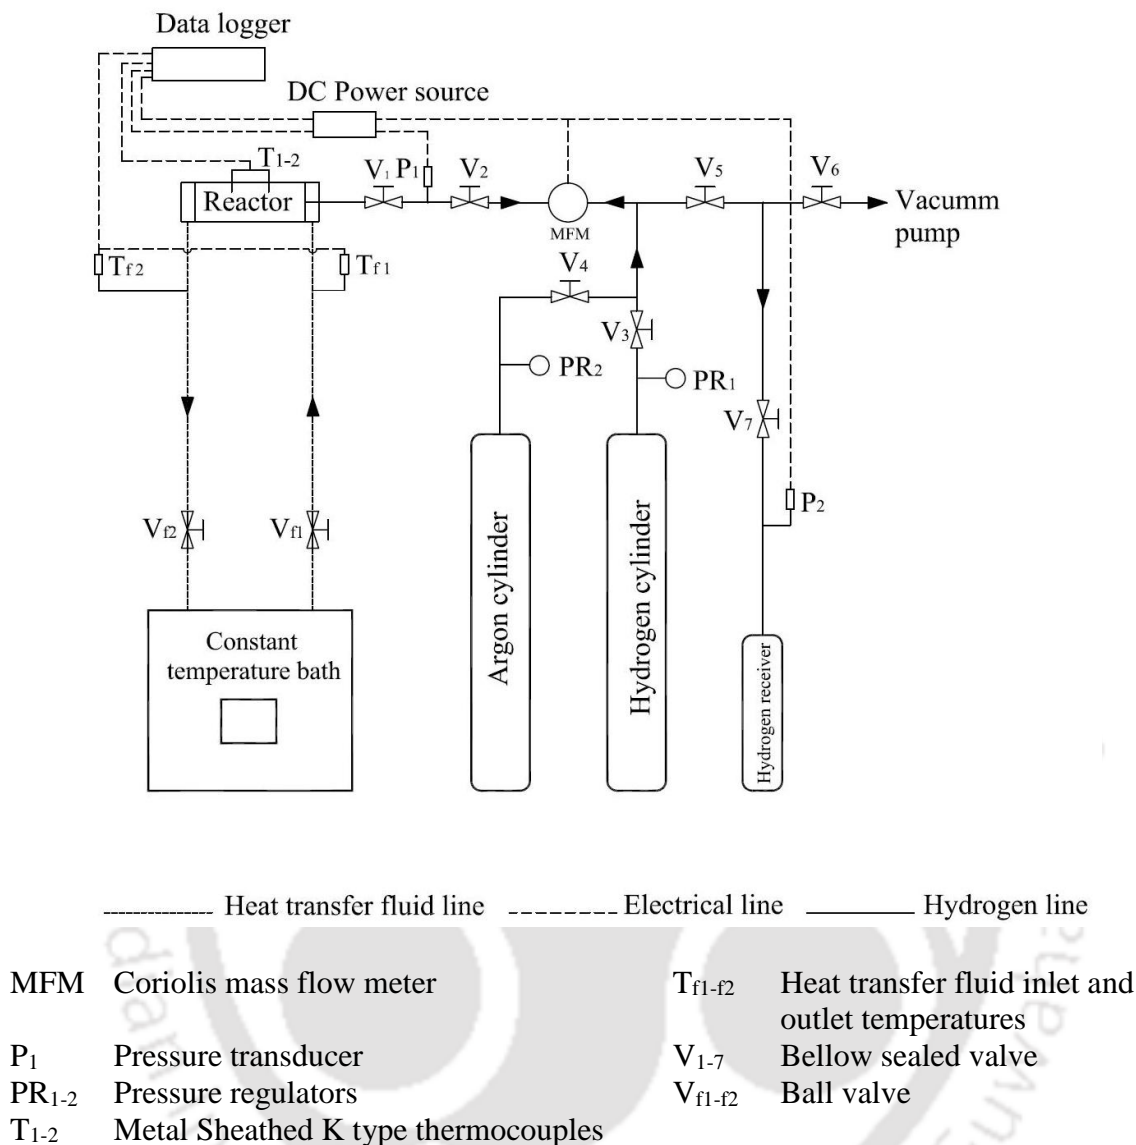 Data logger
DC Power source
T1-2
V1 P1 V2
V5
V6
Reactor
MFM
Vacumm
pump
Tf2
Tf1
V4
V3
PR2
PR1
V7
P2
Vf2
Vf1
Argon cylinder
Hydrogen cylinder
Hydrogen receiver
Constant
temperature bath
Heat transfer fluid line
Electrical line
Hydrogen line
MFM Coriolis mass flow meter
Tf1-f2 Heat transfer fluid inlet and
outlet temperatures
P1 Pressure transducer
V1-7 Bellow sealed valve
PR1-2 Pressure regulators
Vf1-f2 Ball valve
T1-2 Metal Sheathed K type thermocouples